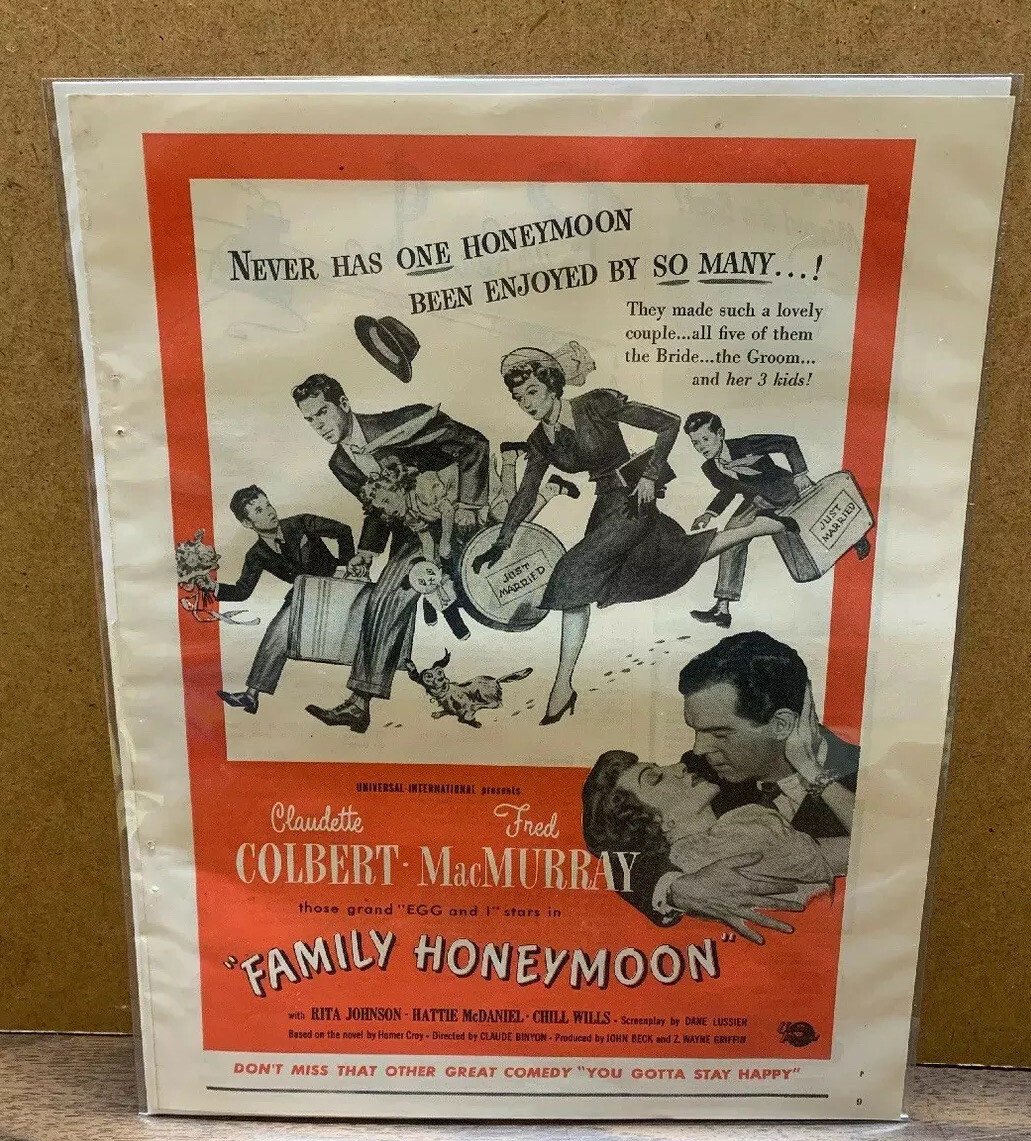 NEVER HAS ONE HONEYMOON
BEEN ENJOYED BY SO MANY...!
They made such a lovely
couple...all five of them
the Bride...the Groom...
and her 3 kids!
JUST
MARRIED
JUST
MARRIED
UNIVERSAL-INTERNATIONAL presents
Claudette Fred
COLBERT · MacMURRAY
those grand "EGG and I" stars in
"FAMILY HONEYMOON"
with RITA JOHNSON · HATTIE McDANIEL · CHILL WILLS · Screenplay by DANE LUSSIER
Based on the novel by Homer Croy · Directed by CLAUDE BINYON · Produced by JOHN BECK and Z. WAYNE GRIFFIN
DON'T MISS THAT OTHER GREAT COMEDY "YOU GOTTA STAY HAPPY"
P
9